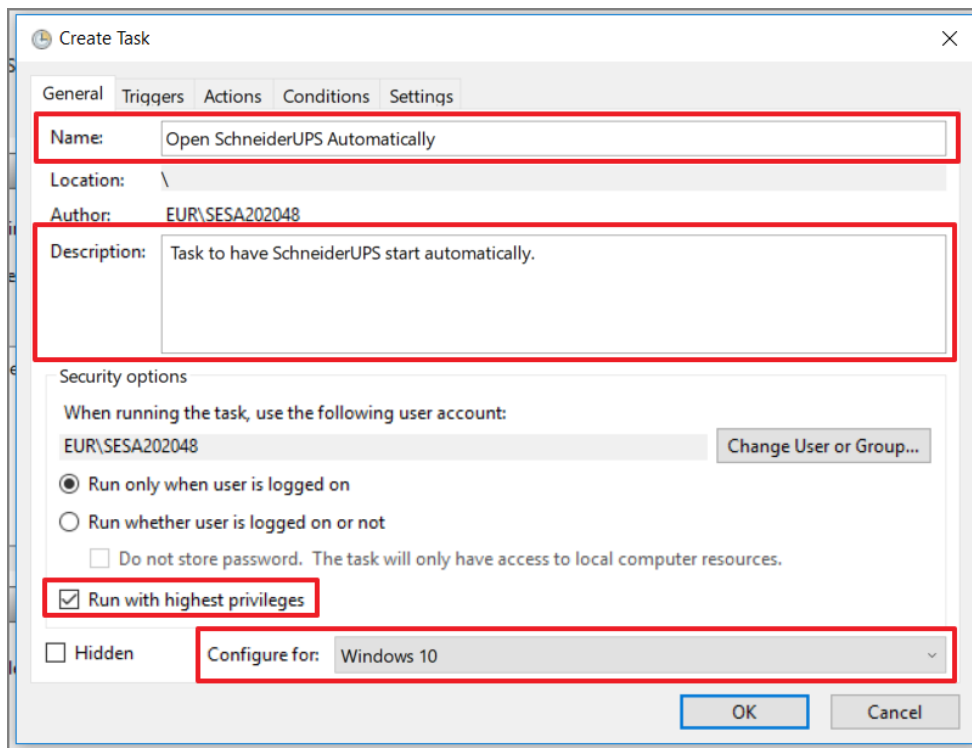 Create Task
General Triggers Actions Conditions Settings
Name: Open SchneiderUPS Automatically
Location: \
Author: EUR\SESA202048
Description: Task to have SchneiderUPS start automatically.
Security options
When running the task, use the following user account:
EUR\SESA202048 Change User or Group...
Run only when user is logged on
Run whether user is logged on or not
Do not store password. The task will only have access to local computer resources.
Run with highest privileges
Hidden Configure for: Windows 10
OK Cancel